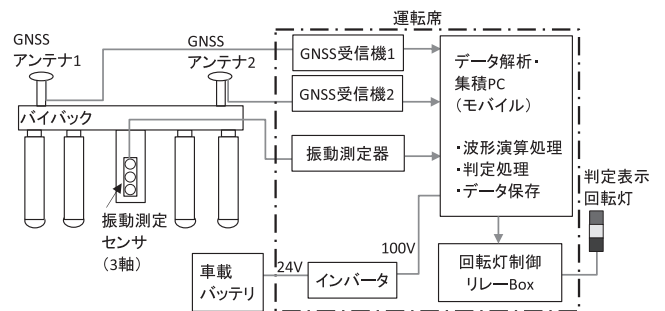 運転席
GNSS
アンテナ1
GNSS
アンテナ2
GNSS受信機1
GNSS受信機2
データ解析・
集積PC
(モバイル)
・波形演算処理
・判定処理
・データ保存
バイバック
振動測定器
振動測定
センサ
(3軸)
判定表示
回転灯
車載
バッテリ
24V
インバータ
100V
回転灯制御
リレーBox